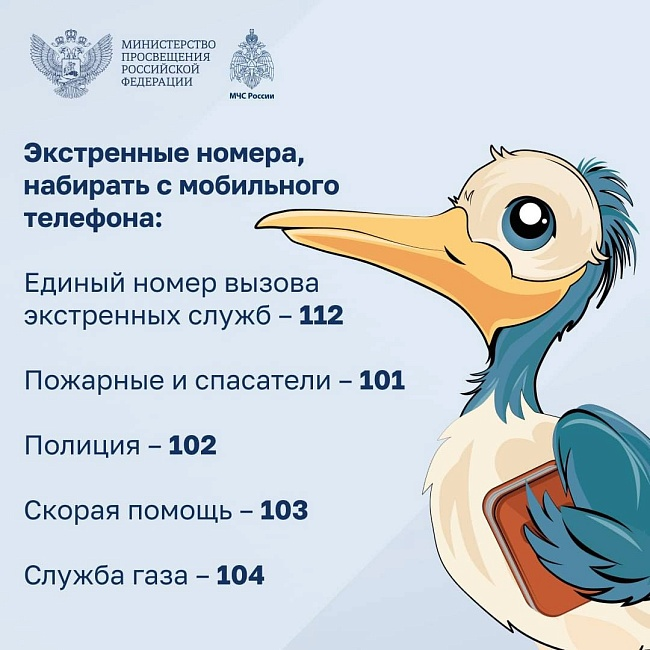 МИНИСТЕРСТВО
ПРОСВЕЩЕНИЯ
РОССИЙСКОЙ
ФЕДЕРАЦИИ
МЧС России
Экстренные номера,
набирать с мобильного
телефона:
Единый номер вызова
экстренных служб – 112
Пожарные и спасатели – 101
Полиция – 102
Скорая помощь – 103
Служба газа – 104